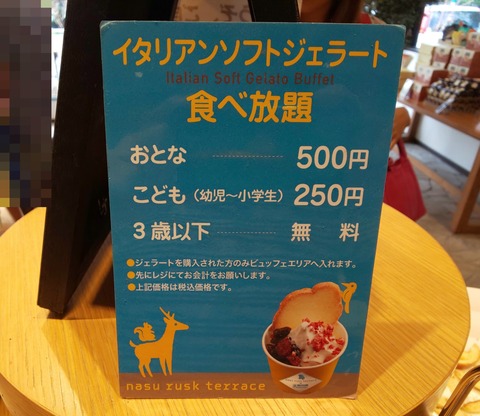 イタリアンソフトジェラート
Italian Soft Gelato Buffet
食べ放題
おとな 500円
こども（幼児〜小学生） 250円
3歳以下 無 料
●ジェラートを購入された方のみビュッフェエリアへ入れます。
●先にレジにてお会計をお願いします。
●上記価格は税込価格です。
nasu rusk terrace